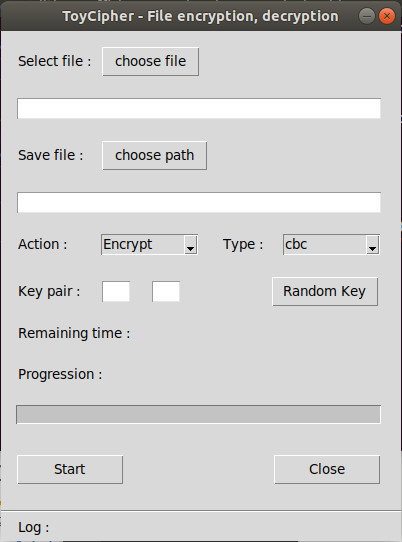 ToyCipher - File encryption, decryption
Select file : choose file
Save file : choose path
Action : Encrypt Type : cbc
Key pair : Random Key
Remaining time :
Progression :
Start Close
Log :